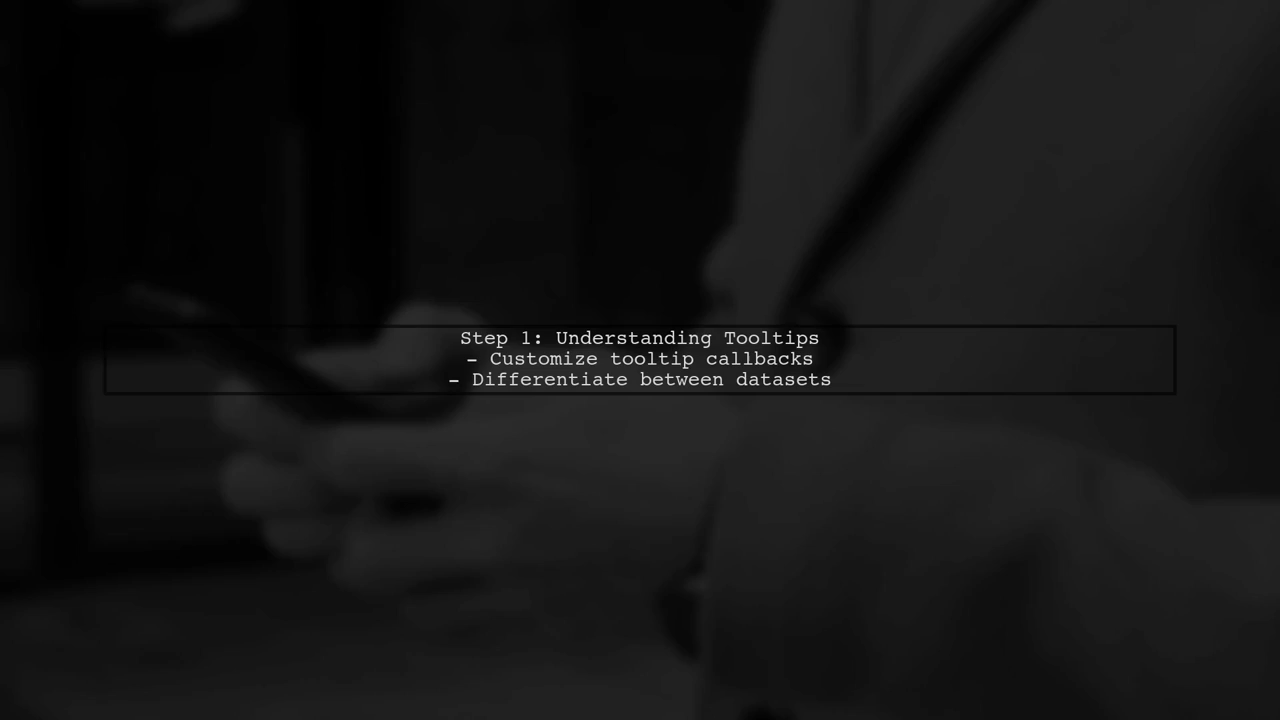 Step 1: Understanding Tooltips
- Customize tooltip callbacks
- Differentiate between datasets